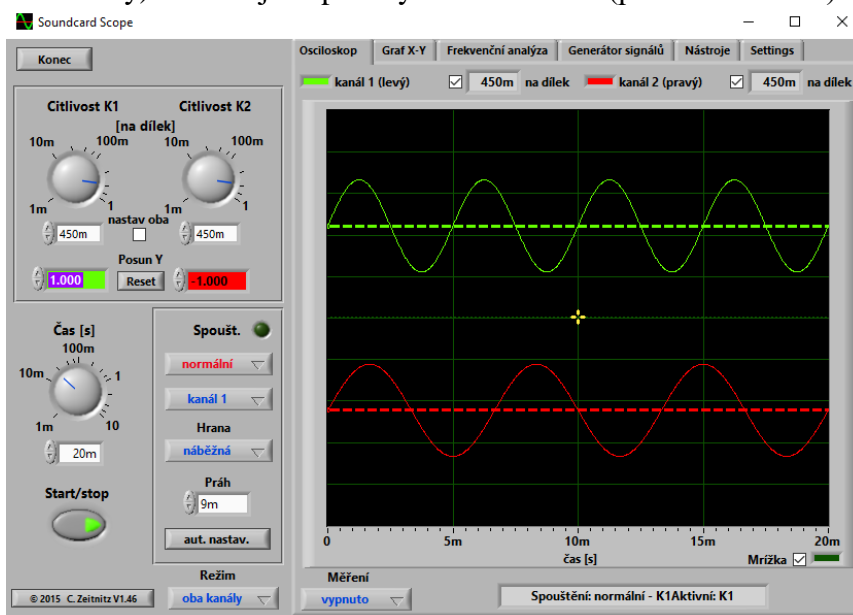 Soundcard Scope
Konec
Osciloskop Graf X-Y Frekvenční analýza Generátor signálů Nástroje Settings
kanál 1 (levý) 450m na dílek kanál 2 (pravý) 450m na dílek
Citlivost K1 Citlivost K2
[na dílek]
10m 100m 10m 100m
1m 1 1m 1
nastav oba
450m 450m
Posun Y
1.000 Reset -1.000
Čas [s]
100m
10m 1
1m 10
20m
Start/stop
Spoušt.
normální
kanál 1
Hrana
náběžná
Práh
9m
aut. nastav.
Režim
oba kanály
© 2015 C. Zeitnitz V1.46
0 5m 10m 15m 20m
čas [s]
Mřížka
Měření
vypnuto
Spouštění: normální - K1Aktivní: K1